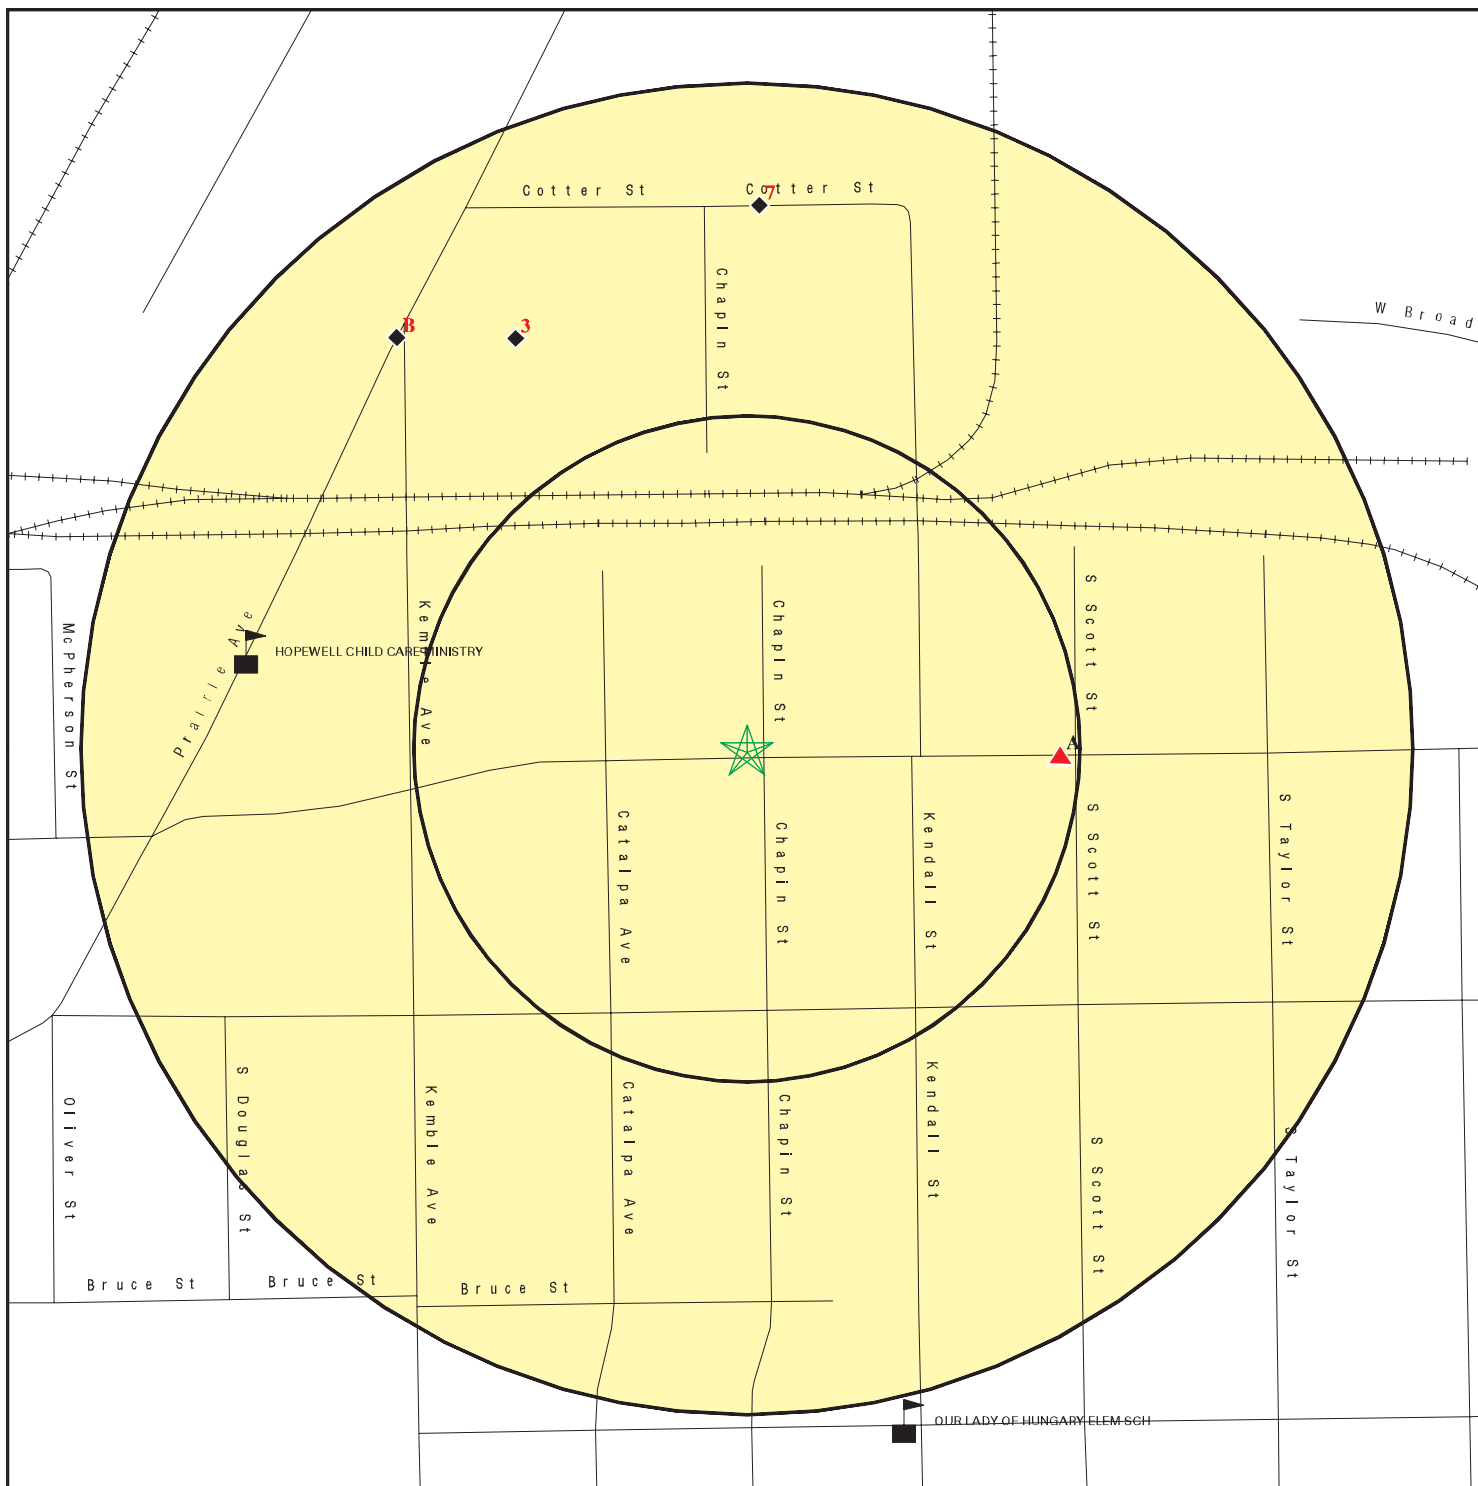 Cotter St
Cotter St
7
Chapin St
W Broad
B
3
McPherson St
Prairie Ave
HOPEWELL CHILD CARE MINISTRY
Kemble Ave
Chapin St
S Scott St
A
Catalpa Ave
Chapin St
Kendall St
S Scott St
S Taylor St
Oliver St
S Douglas St
Kemble Ave
Catalpa Ave
Chapin St
Kendall St
S Scott St
S Taylor St
Bruce St
Bruce St
Bruce St
OUR LADY OF HUNGARY ELEM SCH